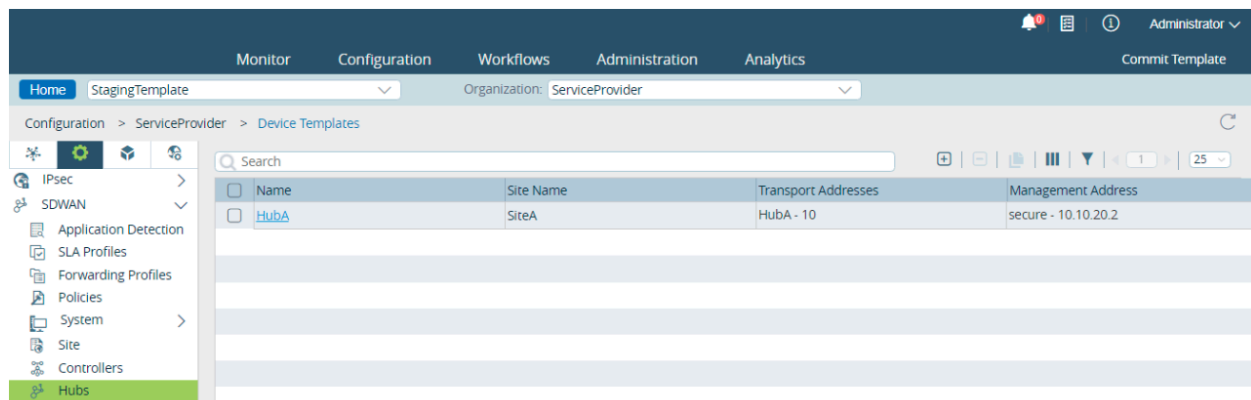 0
Administrator
Monitor Configuration Workflows Administration Analytics Commit Template
Home StagingTemplate Organization: ServiceProvider
Configuration > ServiceProvider > Device Templates
Search 1 25
IPsec
SDWAN
Application Detection
SLA Profiles
Forwarding Profiles
Policies
System
Site
Controllers
Hubs
Name Site Name Transport Addresses Management Address
HubA SiteA HubA - 10 secure - 10.10.20.2